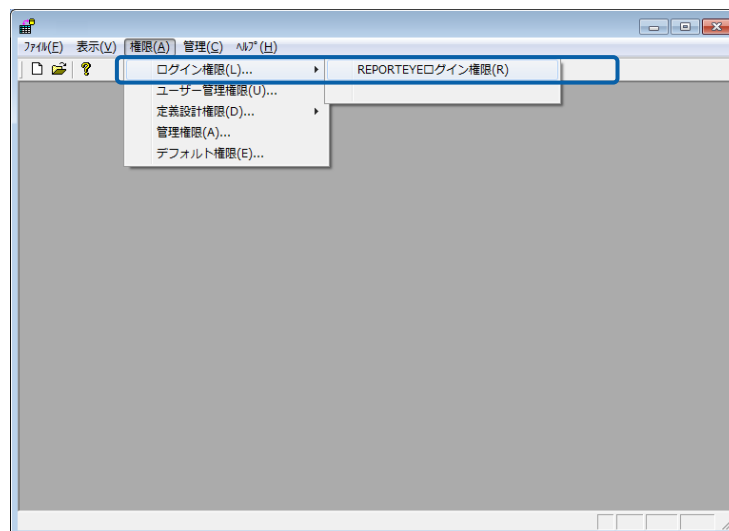 ﾌｧｲﾙ(F) 表示(V) 権限(A) 管理(C) ﾍﾙﾌﾟ(H)
ログイン権限(L)... REPORTEYEログイン権限(R)
ユーザー管理権限(U)...
定義設計権限(D)...
管理権限(A)...
デフォルト権限(E)...